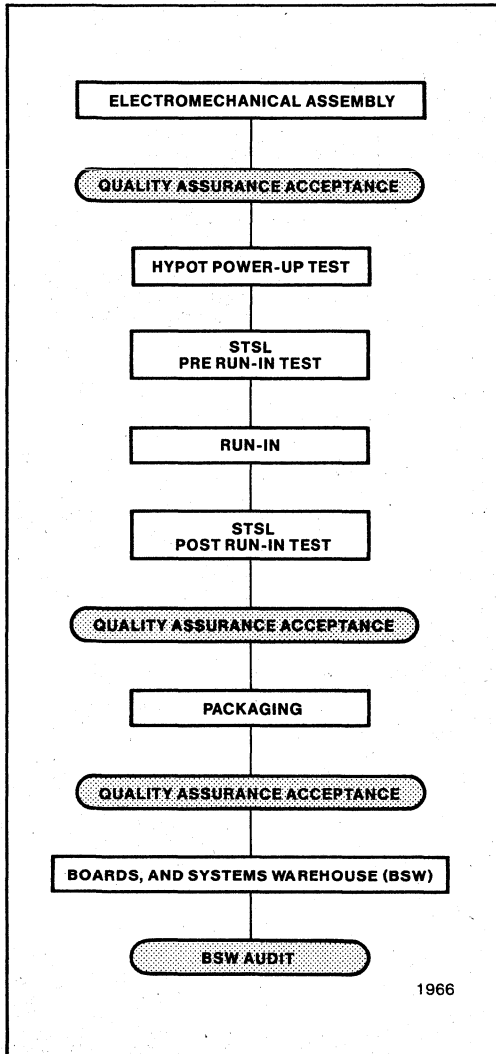 ELECTROMECHANICAL ASSEMBLY
QUALITY ASSURANCE ACCEPTANCE
HYPOT POWER-UP TEST
STSL
PRE RUN-IN TEST
RUN-IN
STSL
POST RUN-IN TEST
QUALITY ASSURANCE ACCEPTANCE
PACKAGING
QUALITY ASSURANCE ACCEPTANCE
BOARDS, AND SYSTEMS WAREHOUSE (BSW)
BSW AUDIT
1966